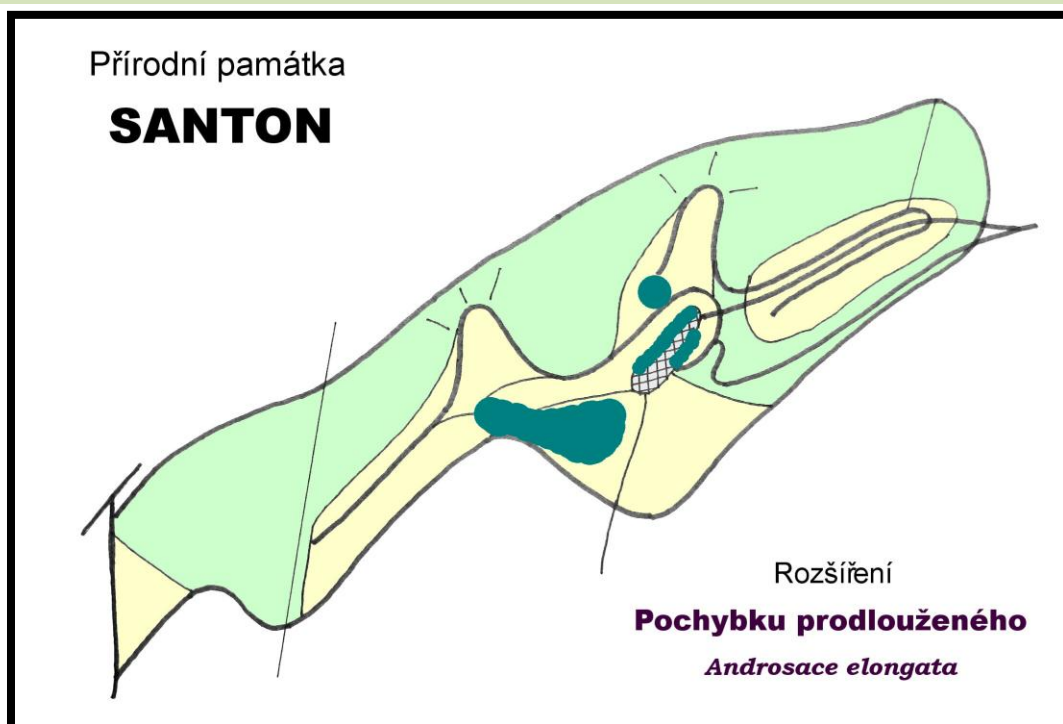 Přírodní památka
SANTON
Rozšíření
Pochybku prodlouženého
Androsace elongata